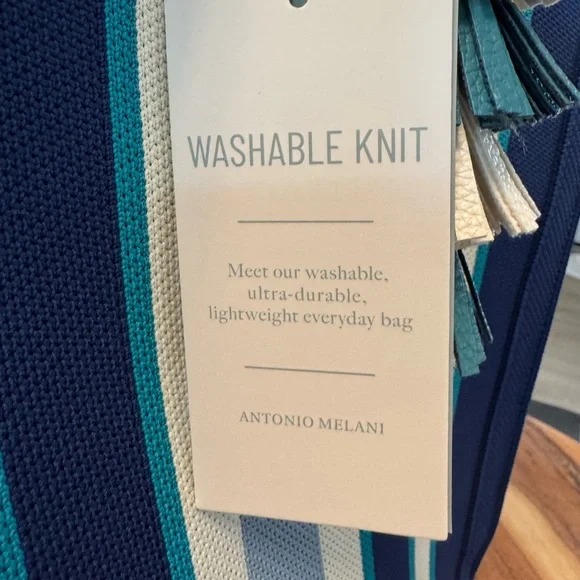 WASHABLE KNIT
Meet our washable,
ultra-durable,
lightweight everyday bag
ANTONIO MELANI